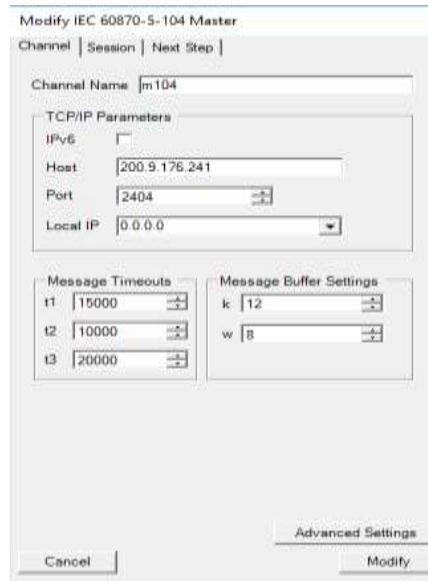 Modify IEC 60870-5-104 Master
Channel Session Next Step
Channel Name m104
TCP/IP Parameters
IPv6
Host 200.9.176.241
Port 2404
Local IP 0.0.0.0
Message Timeouts Message Buffer Settings
t1 15000 k 12
t2 10000 w 8
t3 20000
Advanced Settings
Cancel Modify